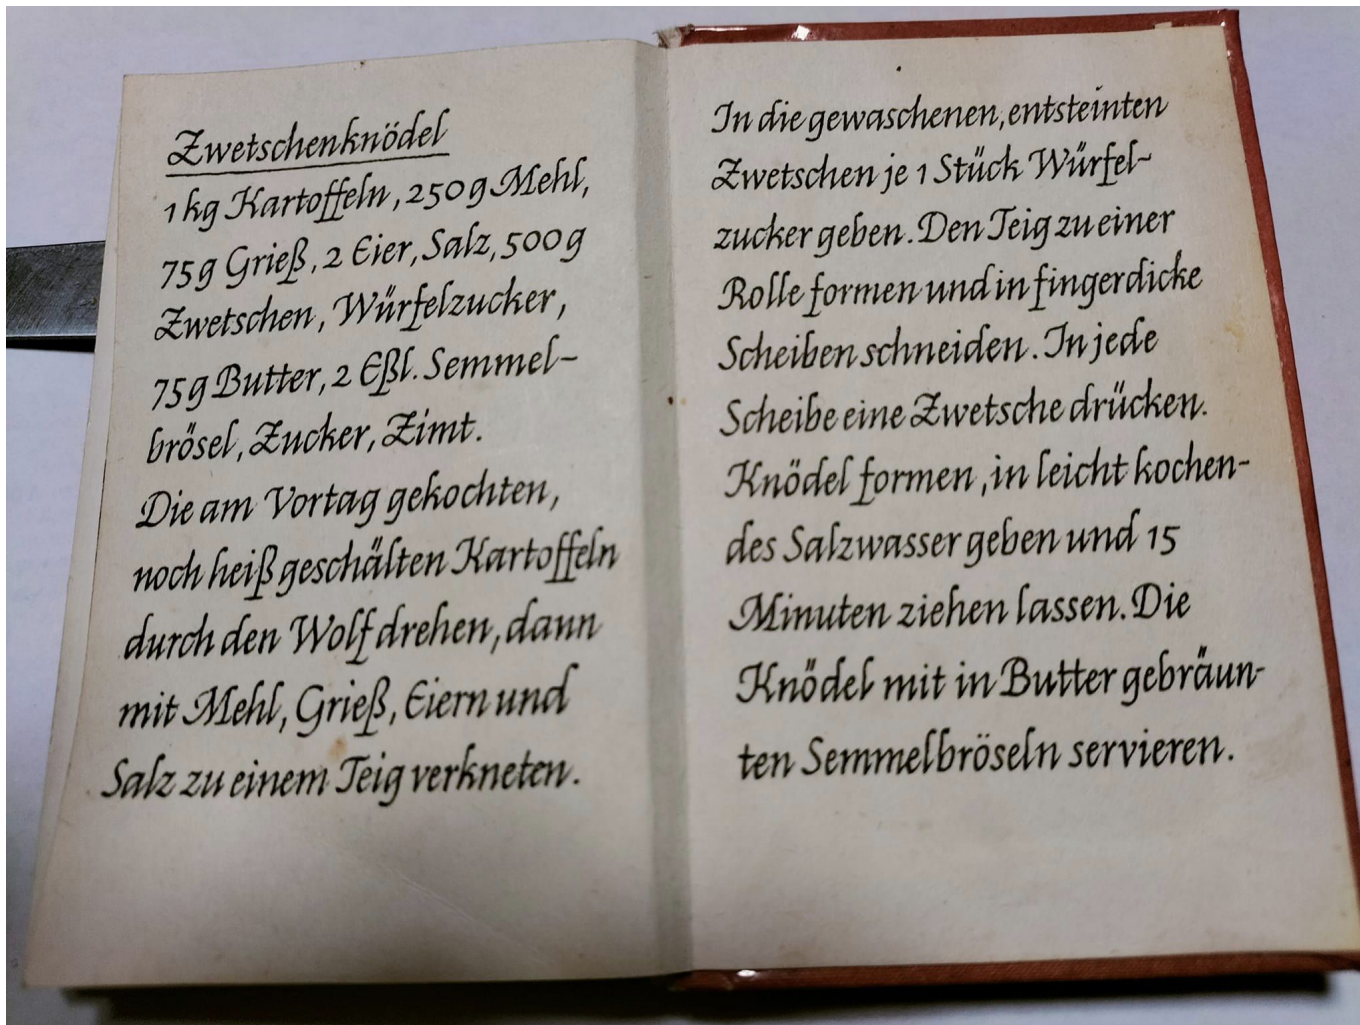 Zwetschenknödel
1 kg Kartoffeln, 250 g Mehl,
75 g Grieß, 2 Eier, Salz, 500 g
Zwetschen, Würfelzucker,
75 g Butter, 2 Eßl. Semmel-
brösel, Zucker, Zimt.
Die am Vortag gekochten,
noch heiß geschälten Kartoffeln
durch den Wolf drehen, dann
mit Mehl, Grieß, Eiern und
Salz zu einem Teig verkneten.
In die gewaschenen, entsteinten
Zwetschen je 1 Stück Würfel-
zucker geben. Den Teig zu einer
Rolle formen und in fingerdicke
Scheiben schneiden. In jede
Scheibe eine Zwetsche drücken.
Knödel formen, in leicht kochen-
des Salzwasser geben und 15
Minuten ziehen lassen. Die
Knödel mit in Butter gebräun-
ten Semmelbröseln servieren.